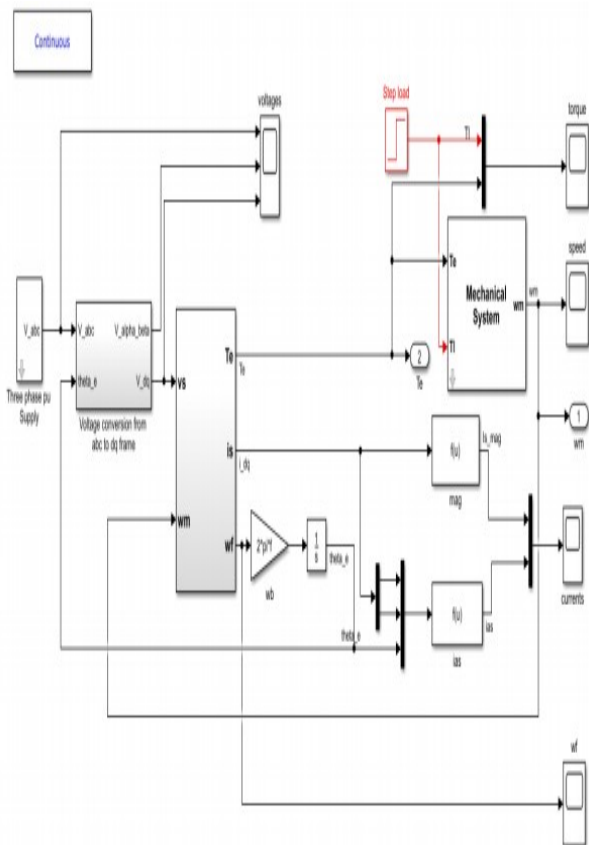 Continuous
voltages
Step load
Tl
torque
speed
Te
Mechanical
System
wm
wm
Tl
V_abc
V_abc
V_alpha_beta
theta_e
V_dq
Three phase pu
Supply
Voltage conversion from
abc to dq frame
vs
Te
Te
2
Te
1
wm
is
i_dq
f(u)
Is_mag
mag
wm
wf
2*pi*f
wb
1
s
theta_e
theta_e
f(u)
ias
ias
currents
wf